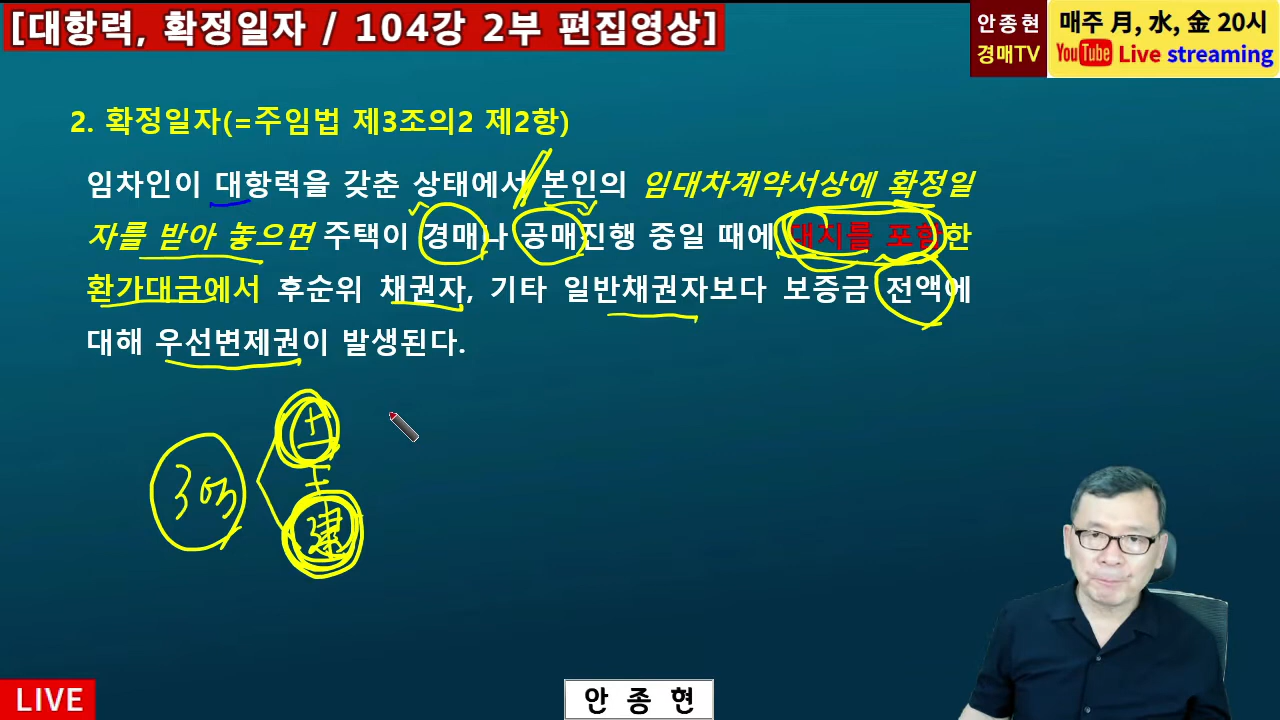 [대항력, 확정일자 / 104강 2부 편집영상]
안종현
경매TV
매주 月, 水, 金 20시
YouTube Live streaming
2. 확정일자(=주임법 제3조의2 제2항)
임차인이 대항력을 갖춘 상태에서 본인의 임대차계약서상에 확정일
자를 받아 놓으면 주택이 경매나 공매진행 중일 때에 대지를 포함한
환가대금에서 후순위 채권자, 기타 일반채권자보다 보증금 전액에
대해 우선변제권이 발생된다.
土
建
3억
LIVE
안 종 현